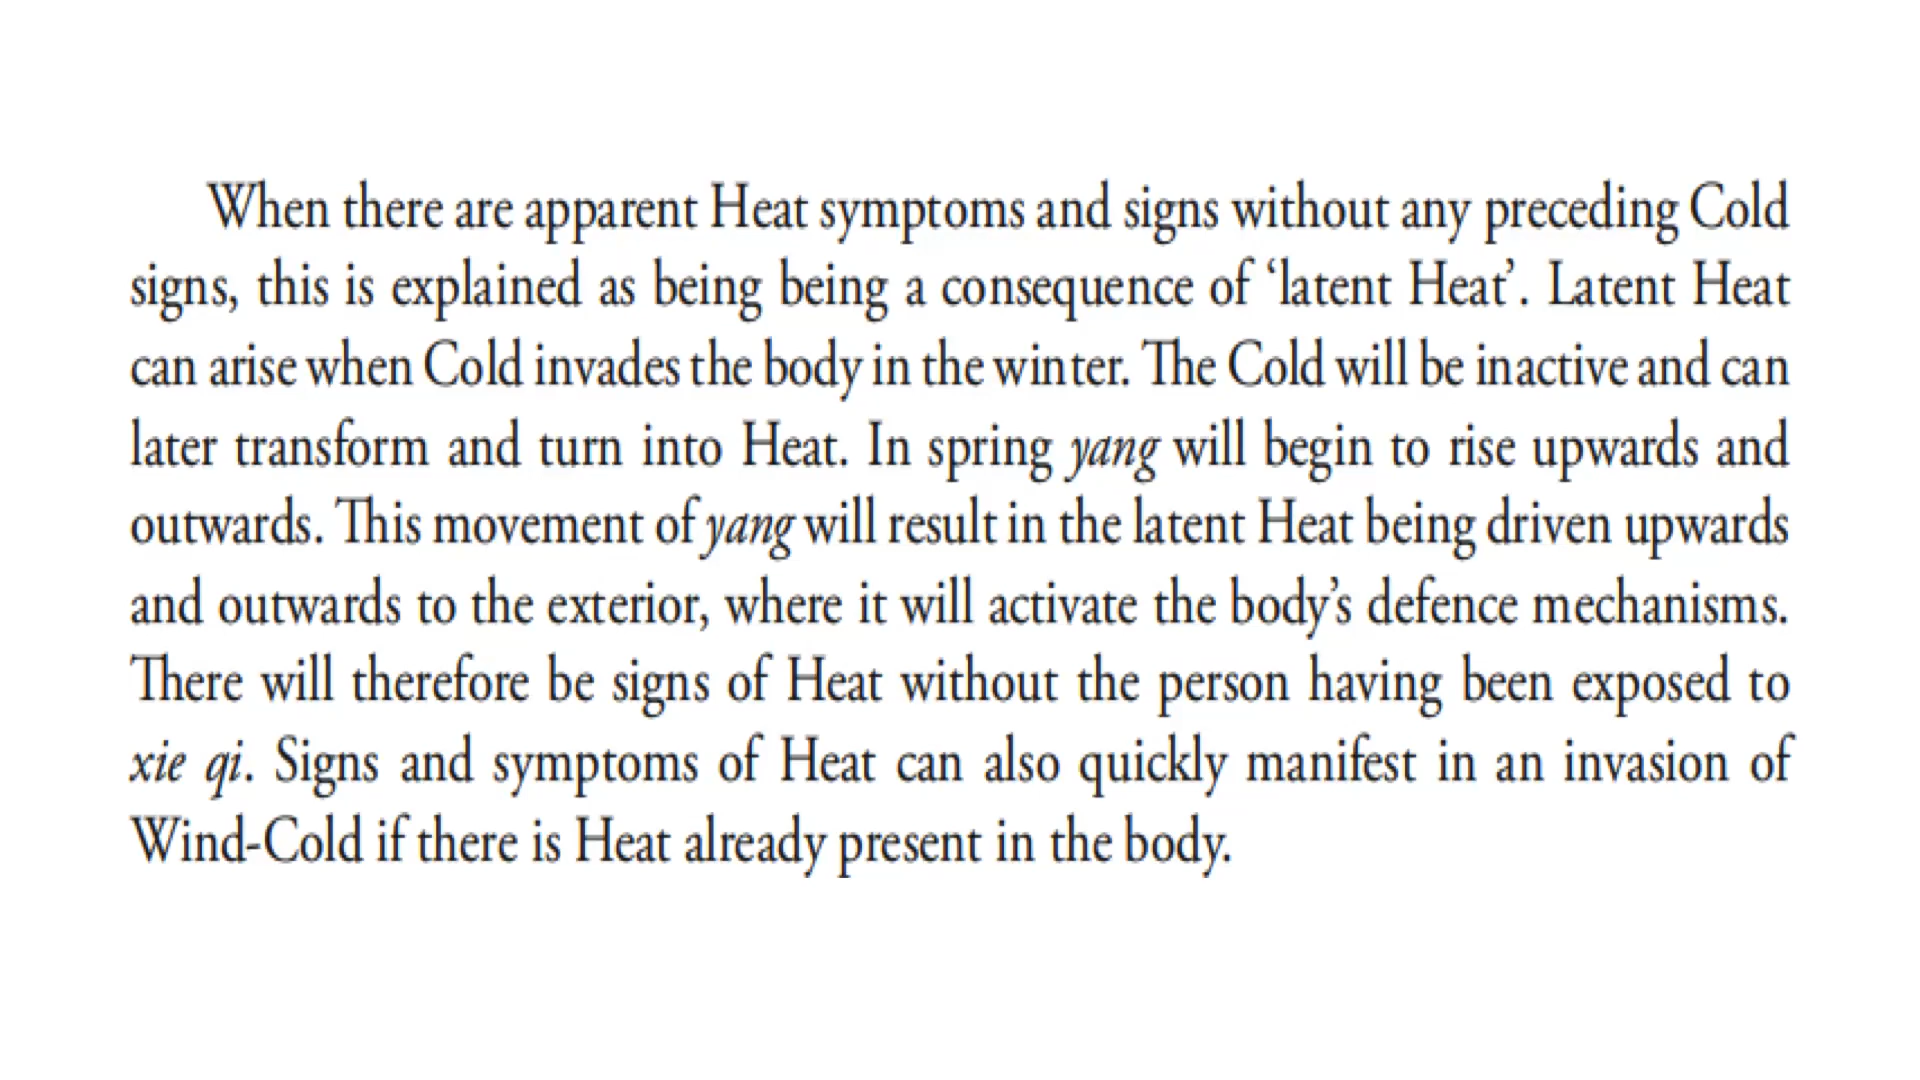 When there are apparent Heat symptoms and signs without any preceding Cold
signs, this is explained as being being a consequence of ‘latent Heat’. Latent Heat
can arise when Cold invades the body in the winter. The Cold will be inactive and can
later transform and turn into Heat. In spring yang will begin to rise upwards and
outwards. This movement of yang will result in the latent Heat being driven upwards
and outwards to the exterior, where it will activate the body’s defence mechanisms.
There will therefore be signs of Heat without the person having been exposed to
xie qi. Signs and symptoms of Heat can also quickly manifest in an invasion of
Wind-Cold if there is Heat already present in the body.